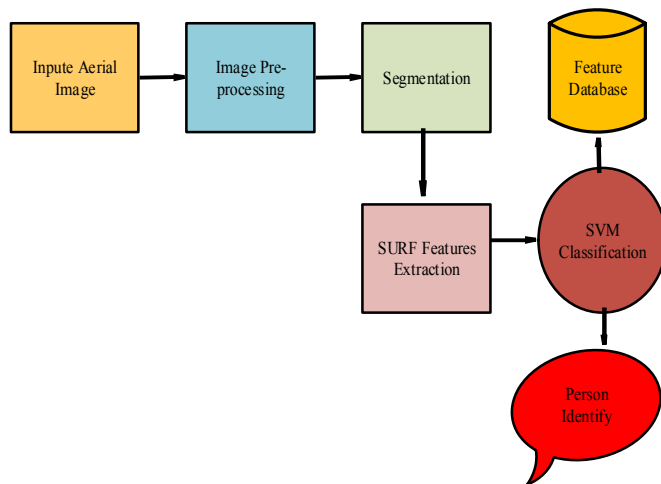 Inpute Aerial
Image
Image Pre-
processing
Segmentation
Feature
Database
SURF Features
Extraction
SVM
Classification
Person
Identify